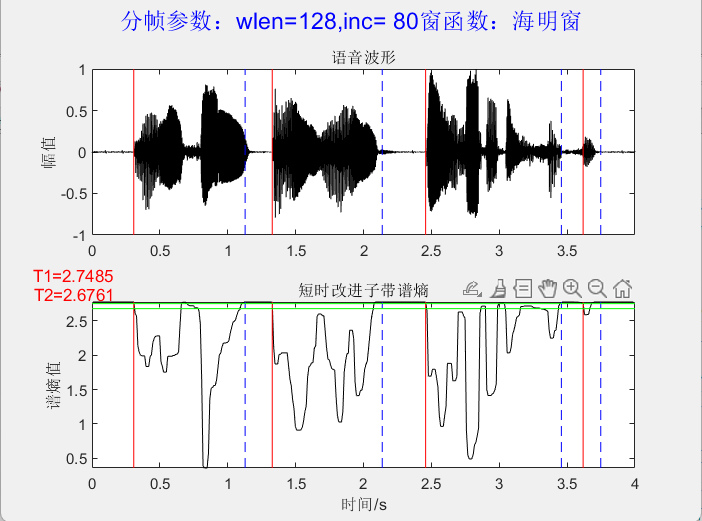 分帧参数：wlen=128,inc= 80窗函数：海明窗
语音波形
1
0.5
0
-0.5
-1
幅值
0 0.5 1 1.5 2 2.5 3 3.5
T1=2.7485
T2=2.6761
短时改进子带谱熵
2.5
2
1.5
1
0.5
谱熵值
0 0.5 1 1.5 2 2.5 3 3.5 4
时间/s